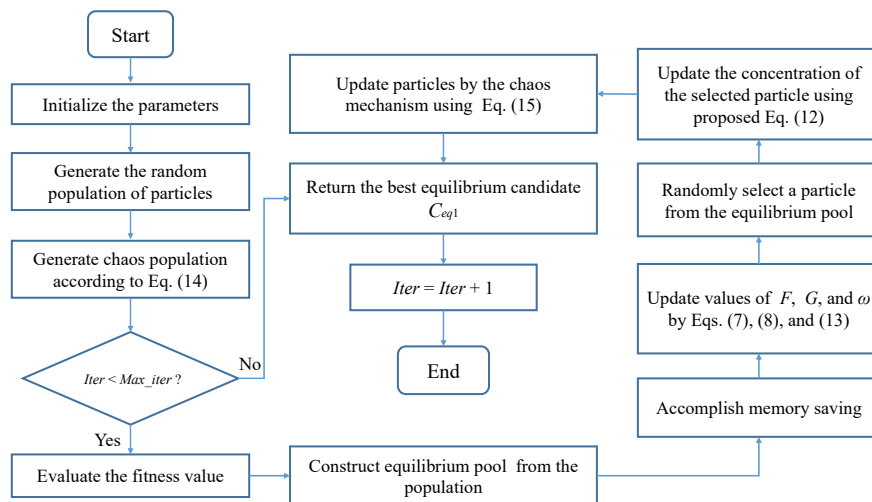 Start
Initialize the parameters
Generate the random
population of particles
Generate chaos population
according to Eq. (14)
Iter < Max_iter ?
No
Yes
Evaluate the fitness value
Construct equilibrium pool from the
population
Accomplish memory saving
Update values of F, G, and ω
by Eqs. (7), (8), and (13)
Randomly select a particle
from the equilibrium pool
Update the concentration of
the selected particle using
proposed Eq. (12)
Update particles by the chaos
mechanism using Eq. (15)
Return the best equilibrium candidate
Ceq1
Iter = Iter + 1
End